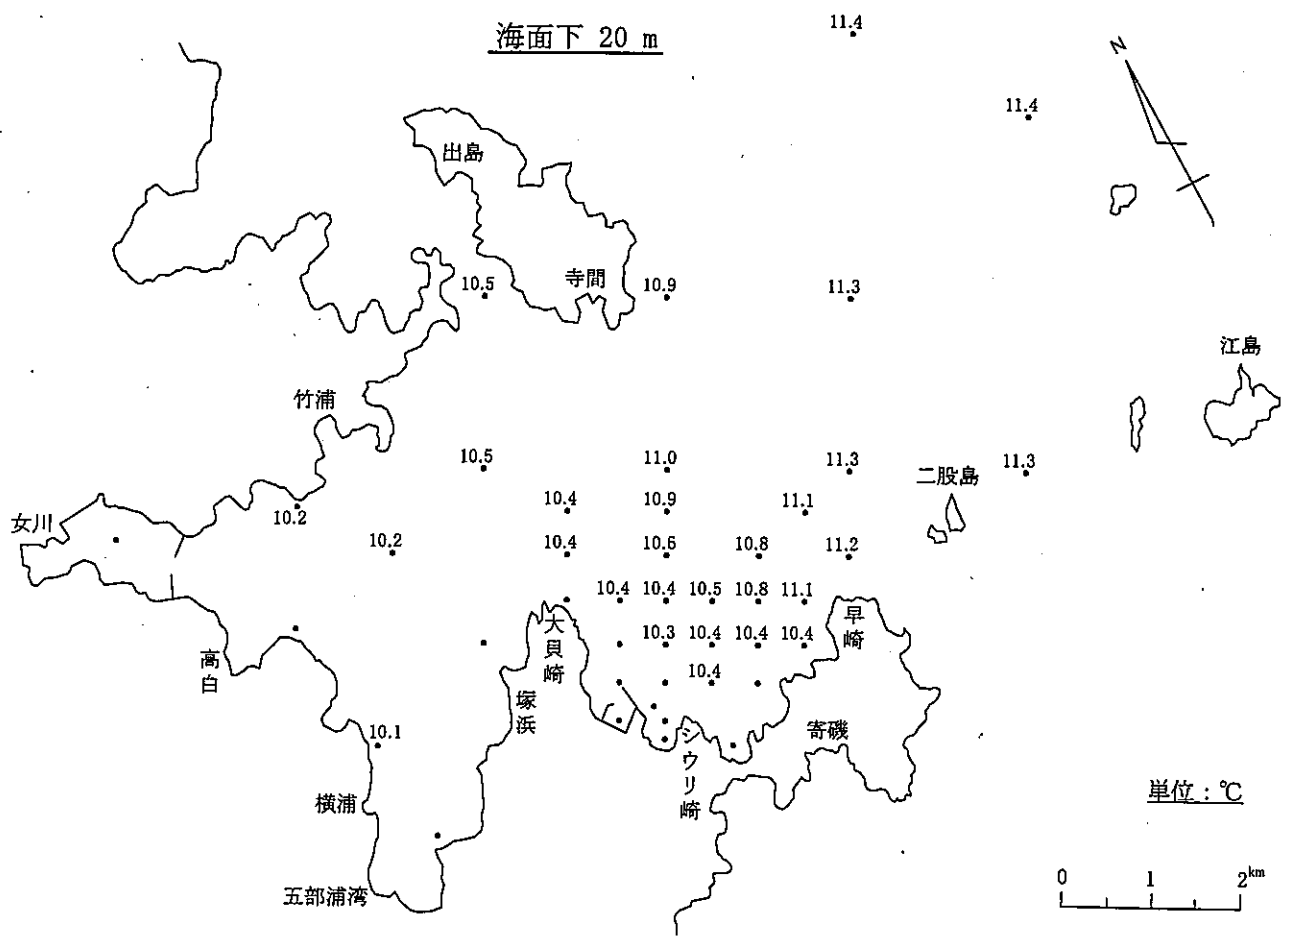 海面下 20 m
11.4
N
11.4
出島
寺間
10.5
10.9
11.3
江島
竹浦
10.5
11.0
11.3
二股島
11.3
10.4
10.9
11.1
女川
10.2
10.2
10.4
10.6
10.8
11.2
10.4
10.4
10.5
10.8
11.1
大貝崎
早崎
10.3
10.4
10.4
10.4
高白
10.4
塚浜
10.1
シウリ崎
寄磯
横浦
単位：℃
五部浦湾
0 1 2km